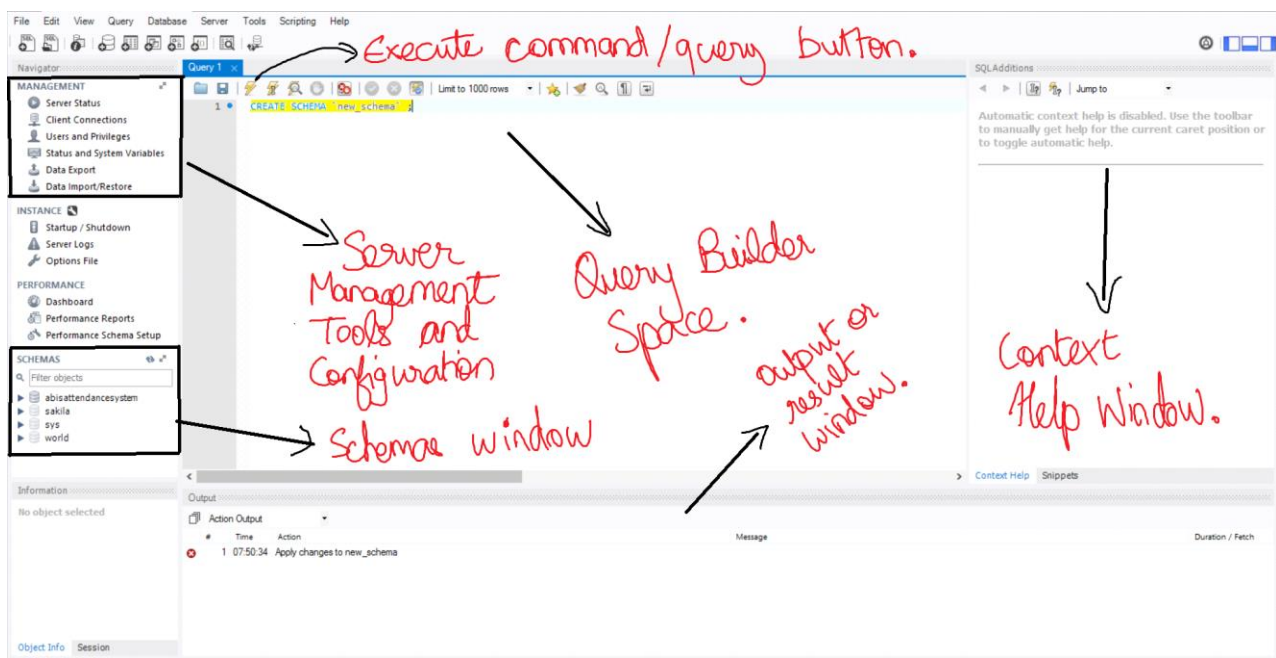 File Edit View Query Database Server Tools Scripting Help
Execute command/query button.
Navigator
Query 1
SQLAdditions
MANAGEMENT
Server Status
Client Connections
Users and Privileges
Status and System Variables
Data Export
Data Import/Restore
Limit to 1000 rows
1 CREATE SCHEMA `new_schema` ;
Jump to
Automatic context help is disabled. Use the toolbar
to manually get help for the current caret position or
to toggle automatic help.
INSTANCE
Startup / Shutdown
Server Logs
Options File
PERFORMANCE
Dashboard
Performance Reports
Performance Schema Setup
SCHEMAS
Filter objects
abisattendancesystem
sakila
sys
world
Server
Management
Tools and
Configuration
Schemas window
Query Builder
Space.
output or
result
window.
Context
Help Window.
Context Help Snippets
Information
No object selected
Output
Action Output
# Time Action Message Duration / Fetch
1 07:50:34 Apply changes to new_schema
Object Info Session